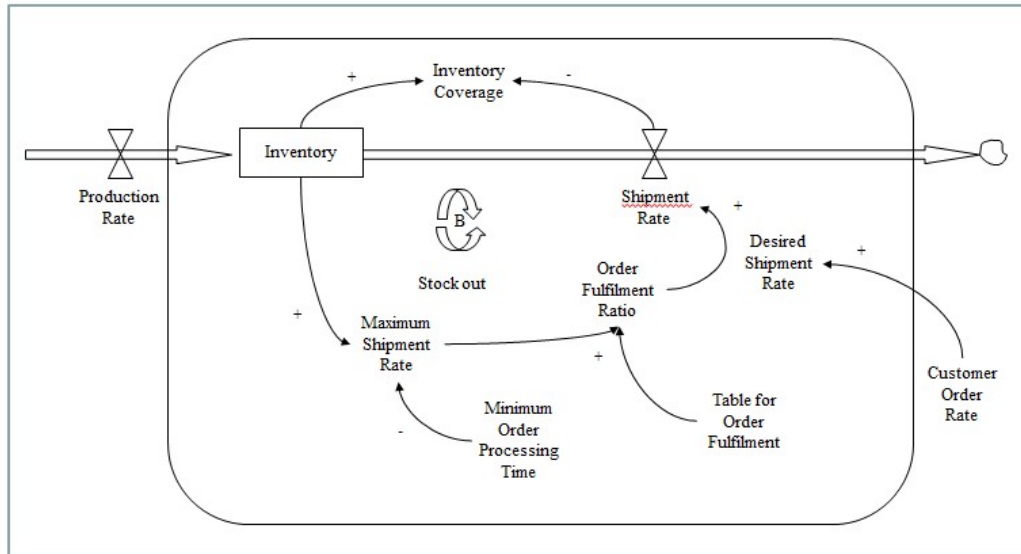 +
Inventory
Coverage
-
Inventory
Production
Rate
B
Stock out
Shipment
Rate
+
Desired
Shipment
Rate
+
Order
Fulfilment
Ratio
+
Maximum
Shipment
Rate
+
Customer
Order
Rate
Minimum
Order
Processing
Time
-
Table for
Order
Fulfilment